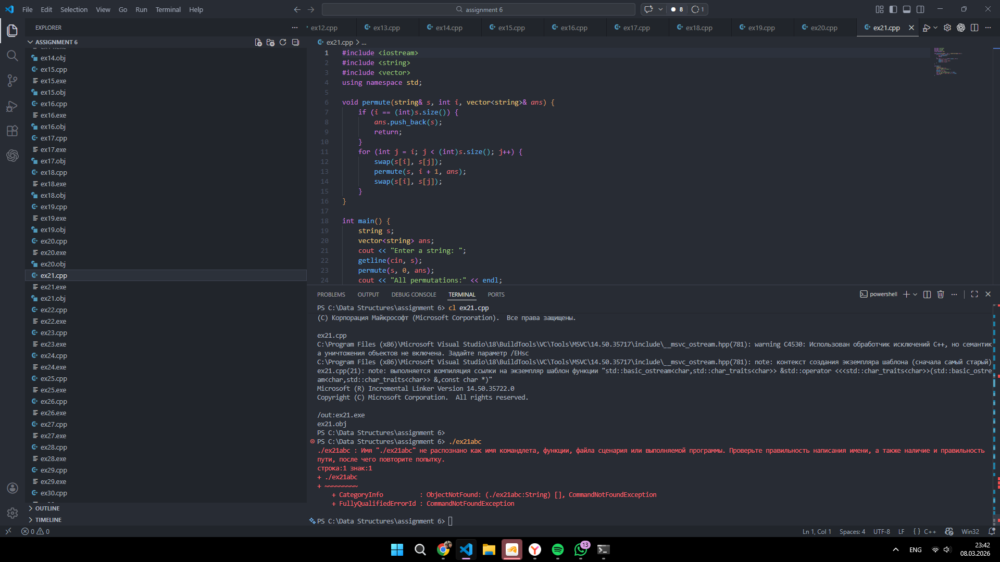 File Edit Selection View Go Run Terminal Help
assignment 6
8
1
EXPLORER
ex12.cpp
ex13.cpp
ex14.cpp
ex15.cpp
ex16.cpp
ex17.cpp
ex18.cpp
ex19.cpp
ex20.cpp
ex21.cpp
ASSIGNMENT 6
ex14.obj
ex15.cpp
ex15.exe
ex15.obj
ex16.cpp
ex16.exe
ex16.obj
ex17.cpp
ex17.exe
ex17.obj
ex18.cpp
ex18.exe
ex18.obj
ex19.cpp
ex19.exe
ex19.obj
ex20.cpp
ex20.exe
ex20.obj
ex21.cpp
ex21.exe
ex21.obj
ex22.cpp
ex22.exe
ex23.cpp
ex23.exe
ex24.cpp
ex24.exe
ex25.cpp
ex25.exe
ex26.cpp
ex26.exe
ex27.cpp
ex27.exe
ex28.cpp
ex28.exe
ex29.cpp
ex29.exe
ex30.cpp
OUTLINE
TIMELINE
ex21.cpp > ...
1 #include <iostream>
2 #include <string>
3 #include <vector>
4 using namespace std;
5
6 void permute(string& s, int i, vector<string>& ans) {
7     if (i == (int)s.size()) {
8         ans.push_back(s);
9         return;
10     }
11     for (int j = i; j < (int)s.size(); j++) {
12         swap(s[i], s[j]);
13         permute(s, i + 1, ans);
14         swap(s[i], s[j]);
15     }
16 }
17
18 int main() {
19     string s;
20     vector<string> ans;
21     cout << "Enter a string: ";
22     getline(cin, s);
23     permute(s, 0, ans);
24     cout << "All permutations:" << endl;
PROBLEMS OUTPUT DEBUG CONSOLE TERMINAL PORTS
powershell
PS C:\Data Structures\assignment 6> cl ex21.cpp
(C) Корпорация Майкрософт (Microsoft Corporation).  Все права защищены.
ex21.cpp
C:\Program Files (x86)\Microsoft Visual Studio\18\BuildTools\VC\Tools\MSVC\14.50.35717\include\__msvc_ostream.hpp(781): warning C4530: Использован обработчик исключений C++, но семантик
а уничтожения объектов не включена. Задайте параметр /EHsc
C:\Program Files (x86)\Microsoft Visual Studio\18\BuildTools\VC\Tools\MSVC\14.50.35717\include\__msvc_ostream.hpp(781): note: контекст создания экземпляра шаблона (сначала самый старый)
ex21.cpp(21): note: выполняется компиляция ссылки на экземпляр шаблон функции "std::basic_ostream<char,std::char_traits<char>> &std::operator <<<std::char_traits<char>>(std::basic_ostre
am<char,std::char_traits<char>> &,const char *)"
Microsoft (R) Incremental Linker Version 14.50.35722.0
Copyright (C) Microsoft Corporation.  All rights reserved.
/out:ex21.exe
ex21.obj
PS C:\Data Structures\assignment 6>
PS C:\Data Structures\assignment 6> ./ex21abc
./ex21abc : Имя "./ex21abc" не распознано как имя командлета, функции, файла сценария или выполняемой программы. Проверьте правильность написания имени, а также наличие и правильность
пути, после чего повторите попытку.
строка:1 знак:1
+ ./ex21abc
+ ~~~~~~~~~
    + CategoryInfo          : ObjectNotFound: (./ex21abc:String) [], CommandNotFoundException
    + FullyQualifiedErrorId : CommandNotFoundException
PS C:\Data Structures\assignment 6>
0 0
Ln 1, Col 1 Spaces: 4 UTF-8 LF {} C++ Win32
13
ENG
23:42
08.03.2026